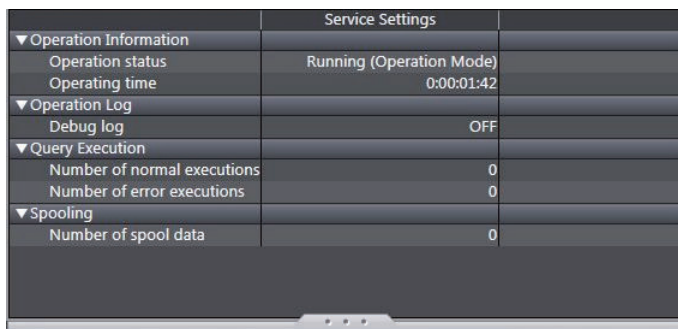 Service Settings
▼Operation Information
Operation status Running (Operation Mode)
Operating time 0:00:01:42
▼Operation Log
Debug log OFF
▼Query Execution
Number of normal executions 0
Number of error executions 0
▼Spooling
Number of spool data 0